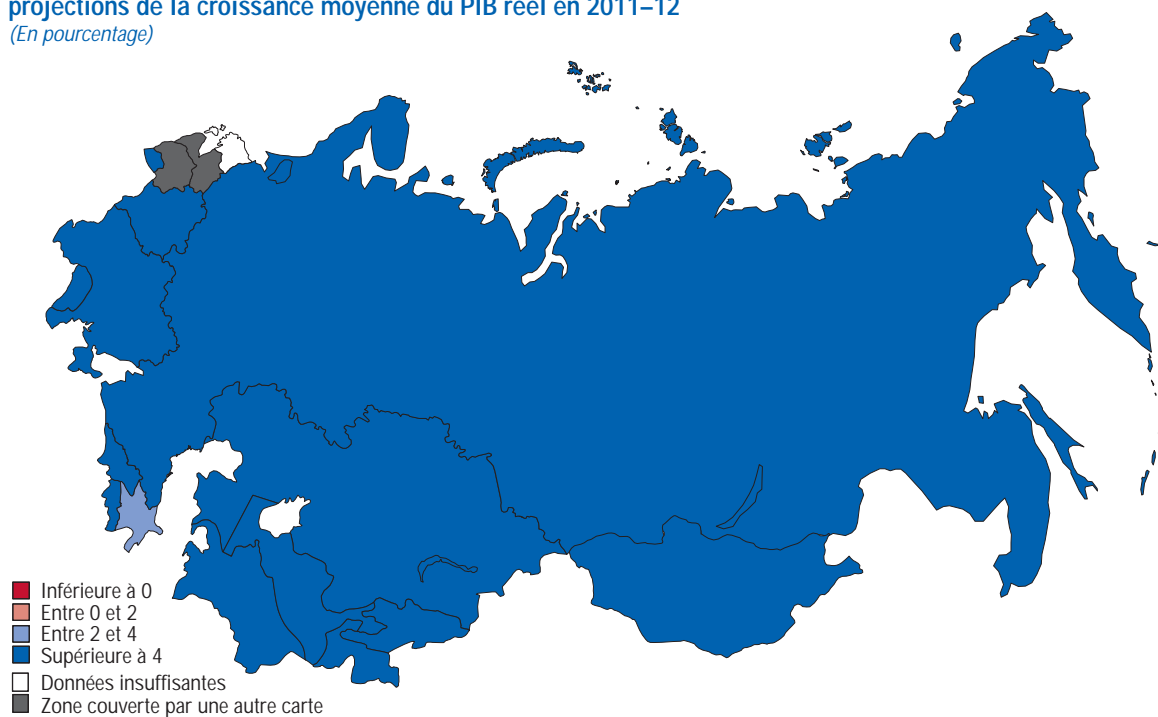 projections de la croissance moyenne du PIB réel en 2011–12
(En pourcentage)
Inférieure à 0
Entre 0 et 2
Entre 2 et 4
Supérieure à 4
Données insuffisantes
Zone couverte par une autre carte